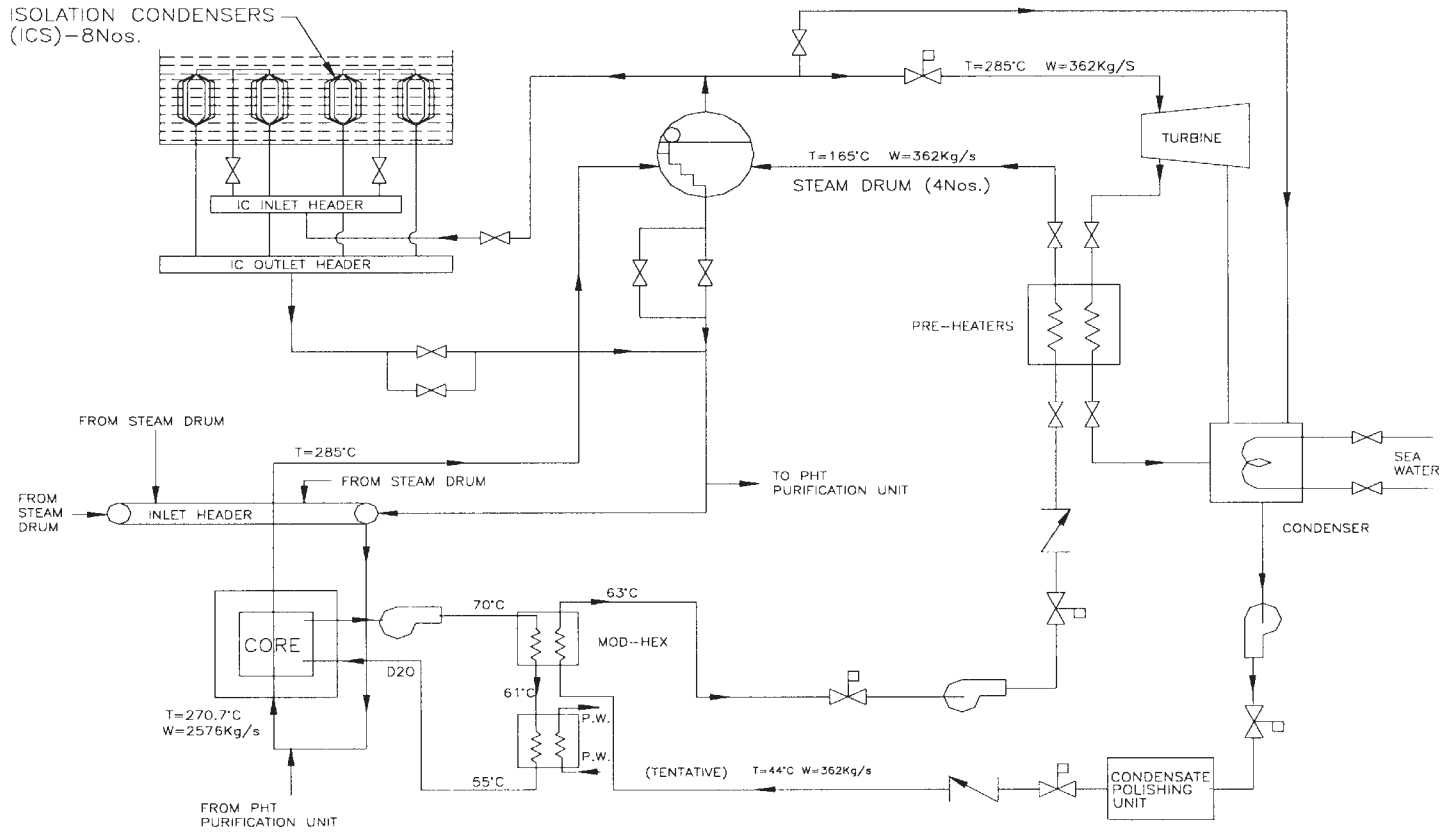 ISOLATION CONDENSERS
(ICS)-8Nos.
T=285°C W=362Kg/S
TURBINE
T=165°C W=362Kg/s
STEAM DRUM (4Nos.)
IC INLET HEADER
IC OUTLET HEADER
PRE-HEATERS
FROM STEAM DRUM
T=285°C
FROM STEAM DRUM
TO PHT
PURIFICATION UNIT
SEA
WATER
FROM
STEAM
DRUM
INLET HEADER
CONDENSER
70°C
63°C
MOD-HEX
CORE
D2O
61°C
T=270.7°C
W=2576Kg/s
P.W.
P.W.
55°C
(TENTATIVE) T=44°C W=362Kg/s
CONDENSATE
POLISHING
UNIT
FROM PHT
PURIFICATION UNIT